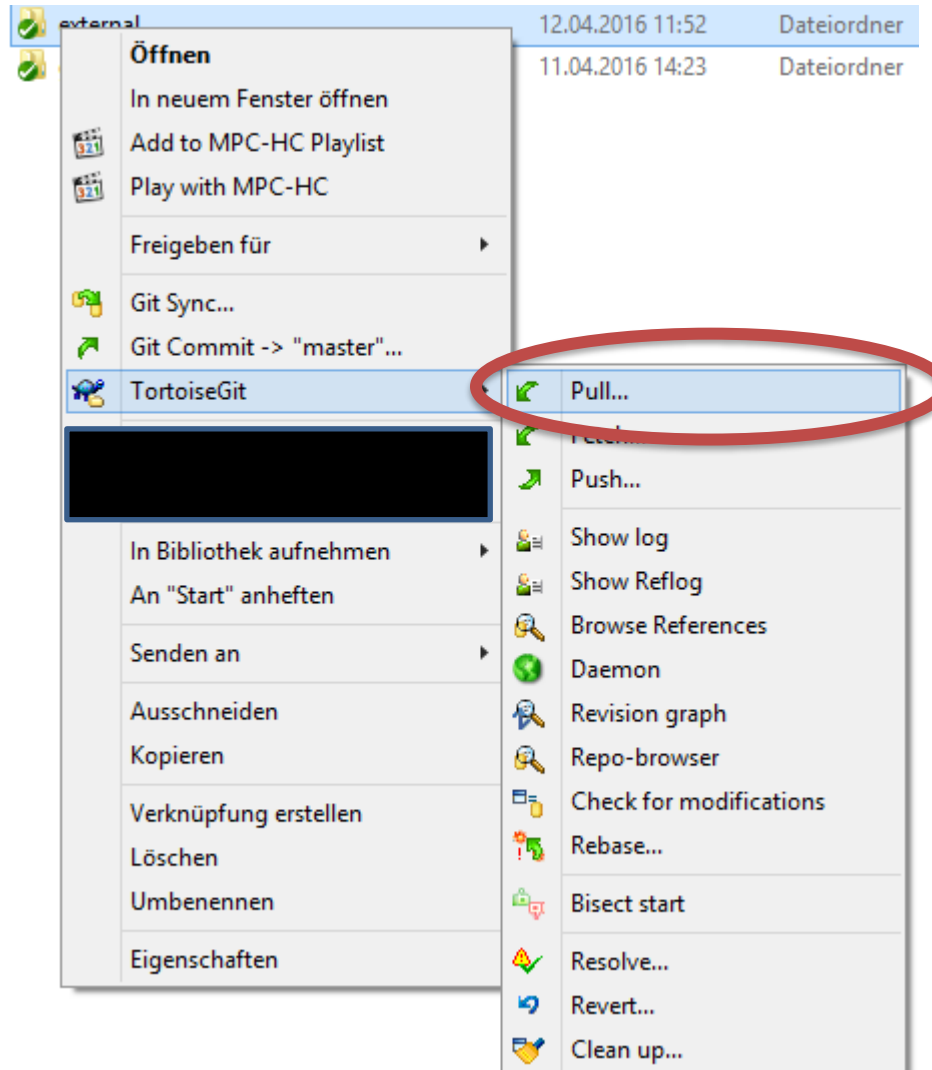 external 12.04.2016 11:52 Dateiordner
11.04.2016 14:23 Dateiordner
Öffnen
In neuem Fenster öffnen
Add to MPC-HC Playlist
Play with MPC-HC
Freigeben für
Git Sync...
Git Commit -> "master"...
TortoiseGit
In Bibliothek aufnehmen
An "Start" anheften
Senden an
Ausschneiden
Kopieren
Verknüpfung erstellen
Löschen
Umbenennen
Eigenschaften
Pull...
Fetch...
Push...
Show log
Show Reflog
Browse References
Daemon
Revision graph
Repo-browser
Check for modifications
Rebase...
Bisect start
Resolve...
Revert...
Clean up...